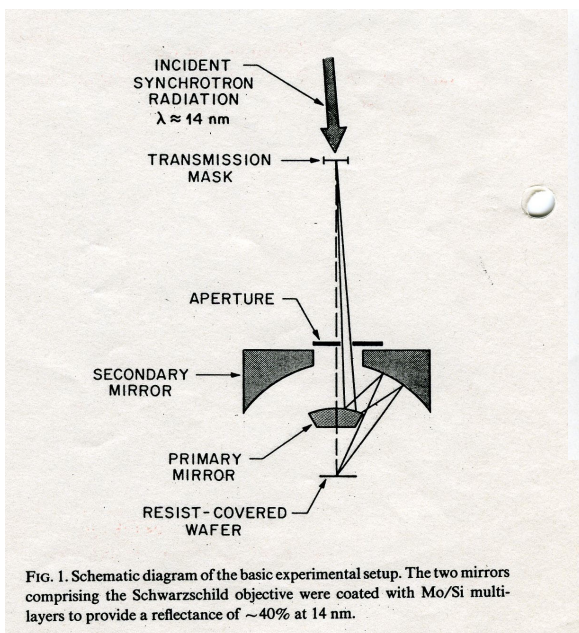 INCIDENT
SYNCHROTRON
RADIATION
λ ≈ 14 nm
TRANSMISSION
MASK
APERTURE
SECONDARY
MIRROR
PRIMARY
MIRROR
RESIST-COVERED
WAFER
FIG. 1. Schematic diagram of the basic experimental setup. The two mirrors
comprising the Schwarzschild objective were coated with Mo/Si multi-
layers to provide a reflectance of ~40% at 14 nm.